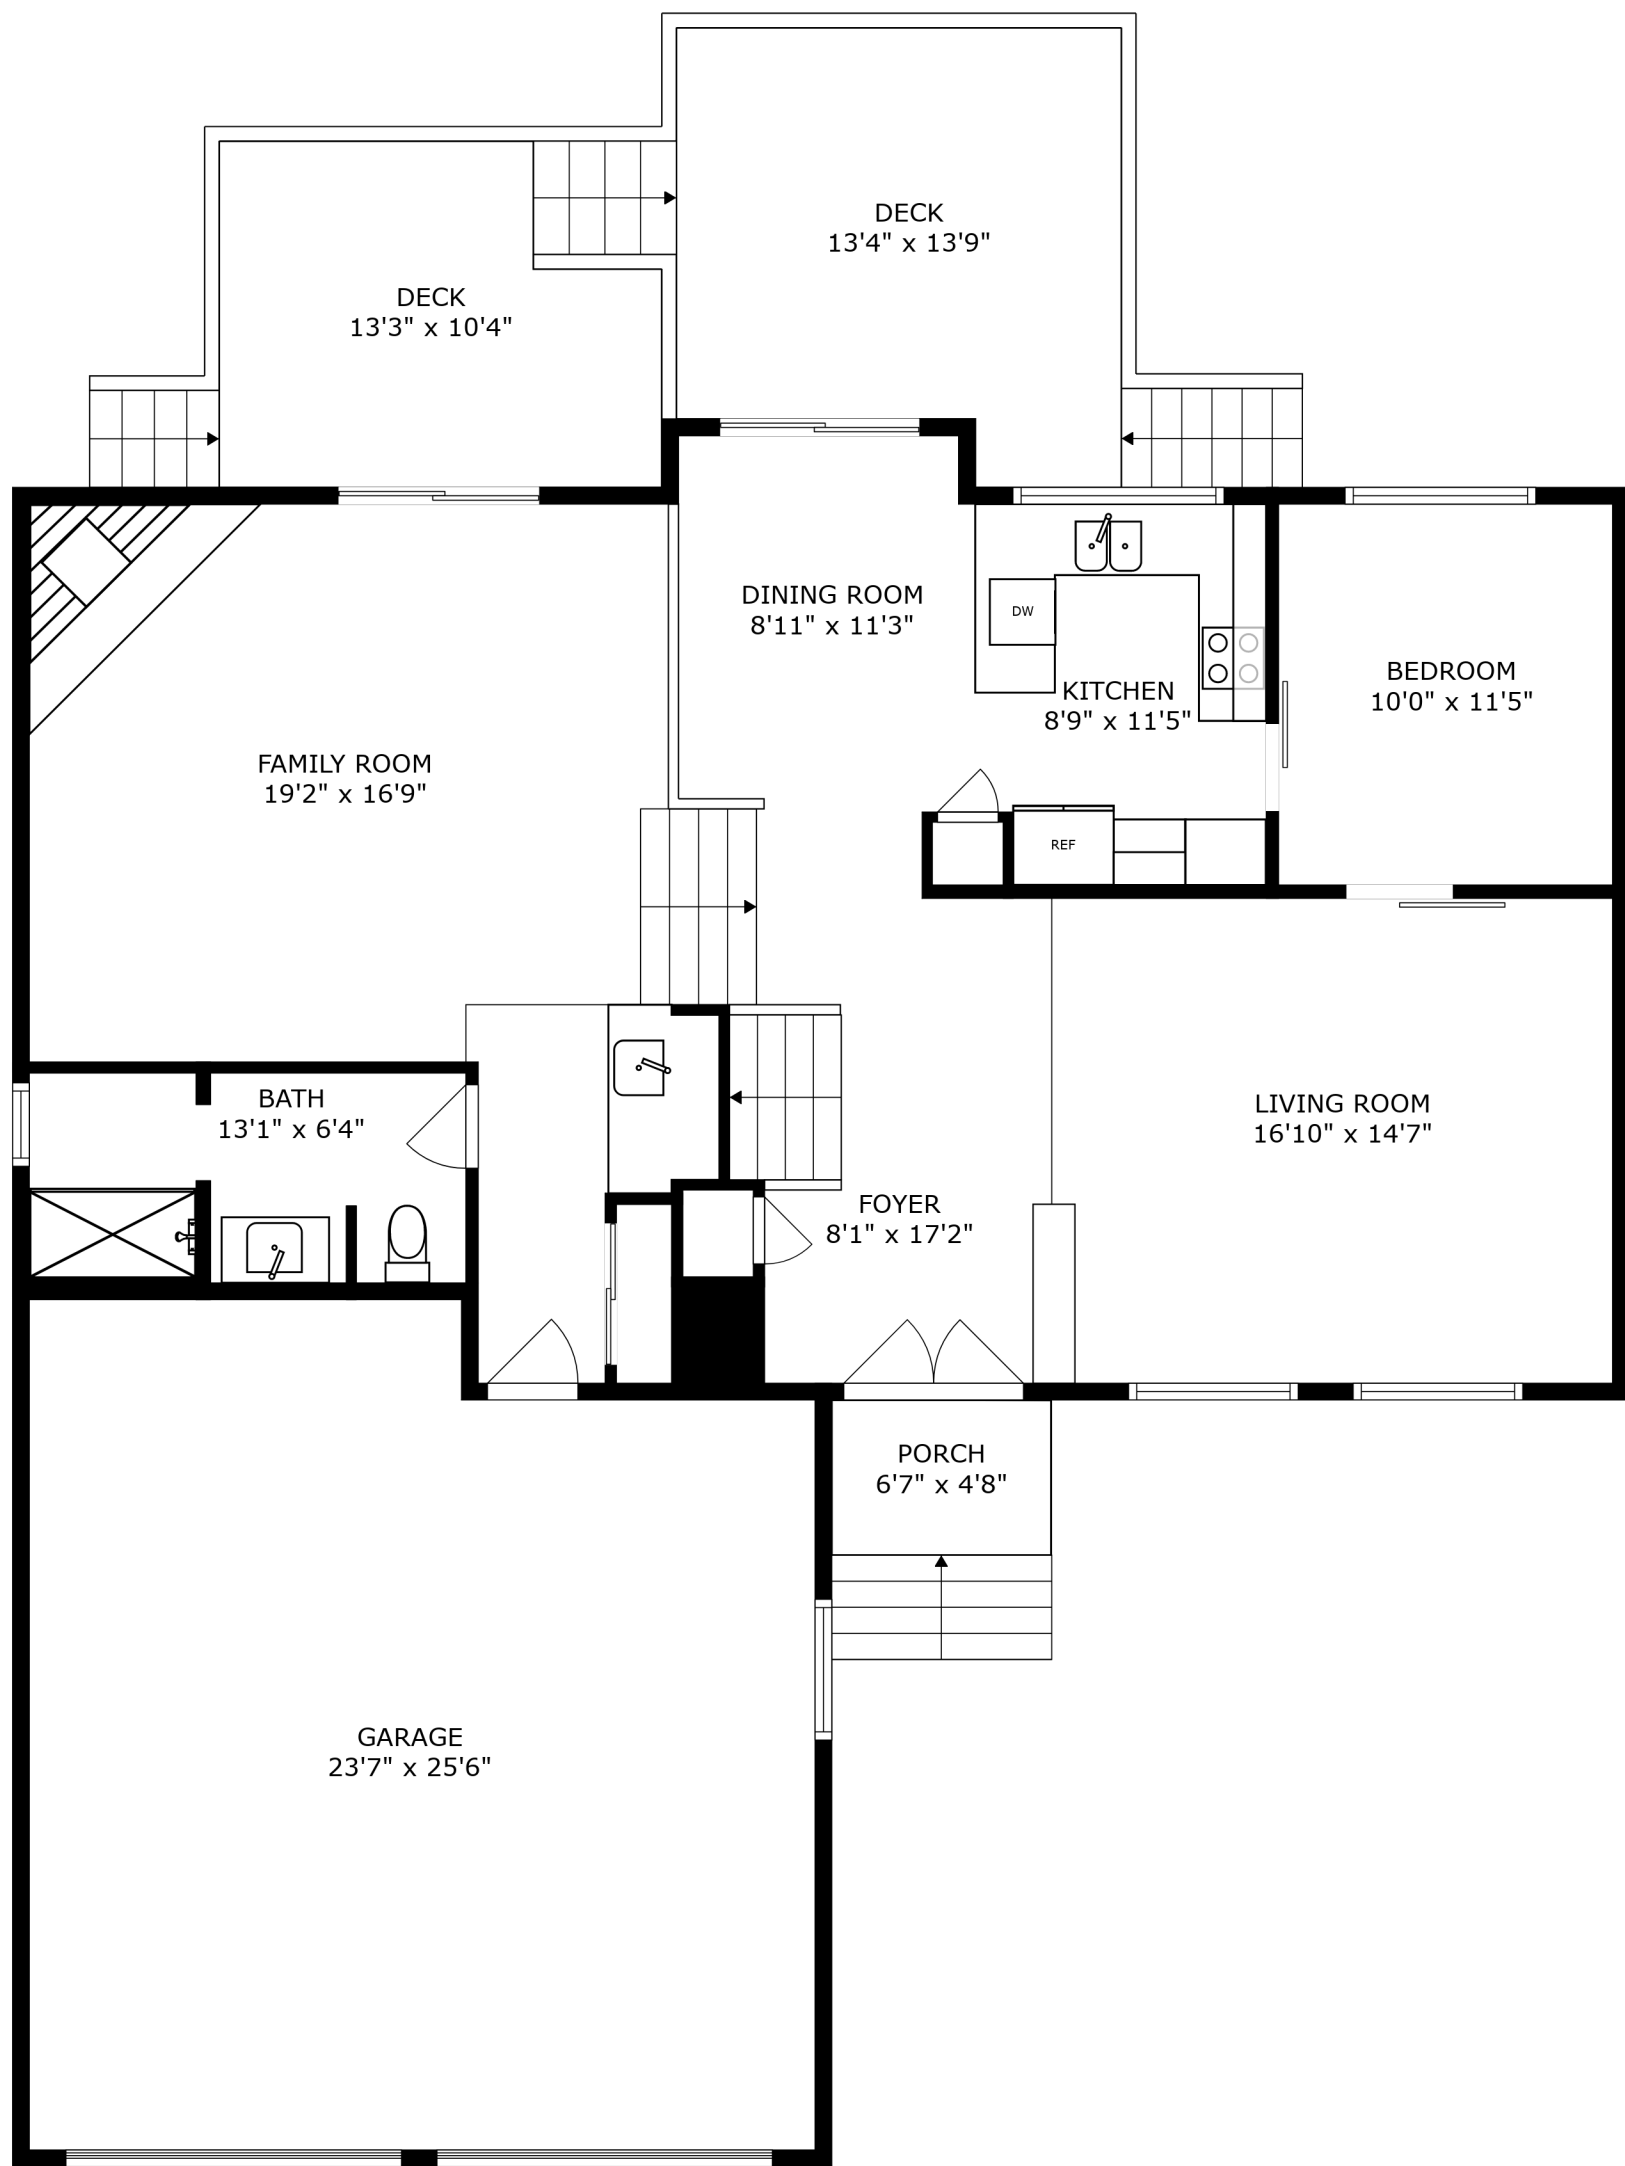 DECK
13'4" x 13'9"
DECK
13'3" x 10'4"
DINING ROOM
8'11" x 11'3"
DW
KITCHEN
8'9" x 11'5"
BEDROOM
10'0" x 11'5"
FAMILY ROOM
19'2" x 16'9"
REF
BATH
13'1" x 6'4"
LIVING ROOM
16'10" x 14'7"
FOYER
8'1" x 17'2"
PORCH
6'7" x 4'8"
GARAGE
23'7" x 25'6"